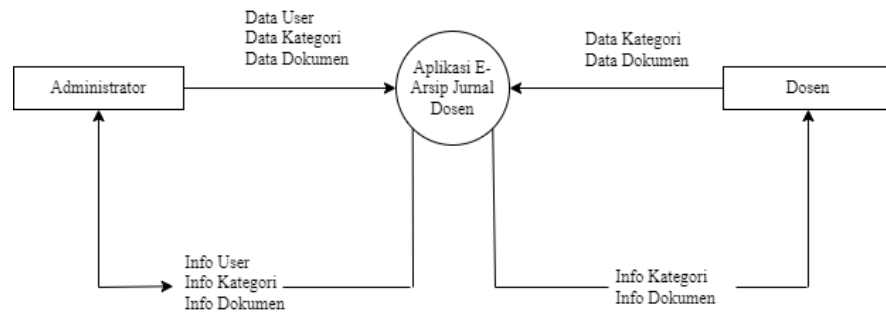 Data User
Data Kategori
Data Dokumen
Administrator
Aplikasi E-
Arsip Jurnal
Dosen
Data Kategori
Data Dokumen
Dosen
Info User
Info Kategori
Info Dokumen
Info Kategori
Info Dokumen